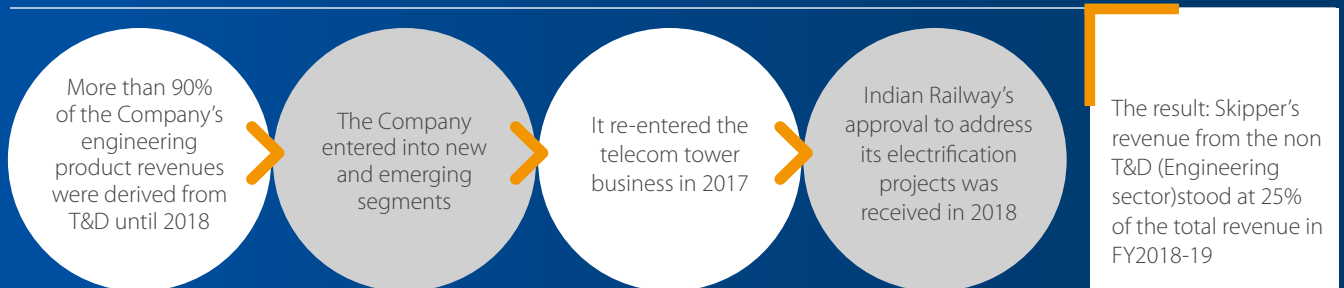 More than 90%
of the Company's
engineering
product revenues
were derived from
T&D until 2018
The Company
entered into new
and emerging
segments
It re-entered the
telecom tower
business in 2017
Indian Railway's
approval to address
its electrification
projects was
received in 2018
The result: Skipper's
revenue from the non
T&D (Engineering
sector)stood at 25%
of the total revenue in
FY2018-19